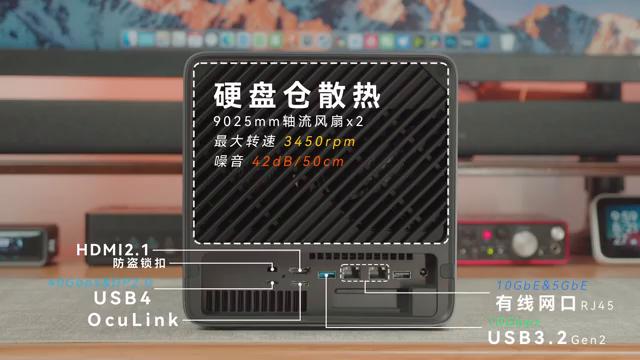 硬盘仓散热
9025mm轴流风扇x2
最大转速 3450rpm
噪音 42dB/50cm
HDMI2.1
防盗锁扣
USB4
OcuLink
10GbE&5GbE
有线网口RJ45
USB3.2Gen2